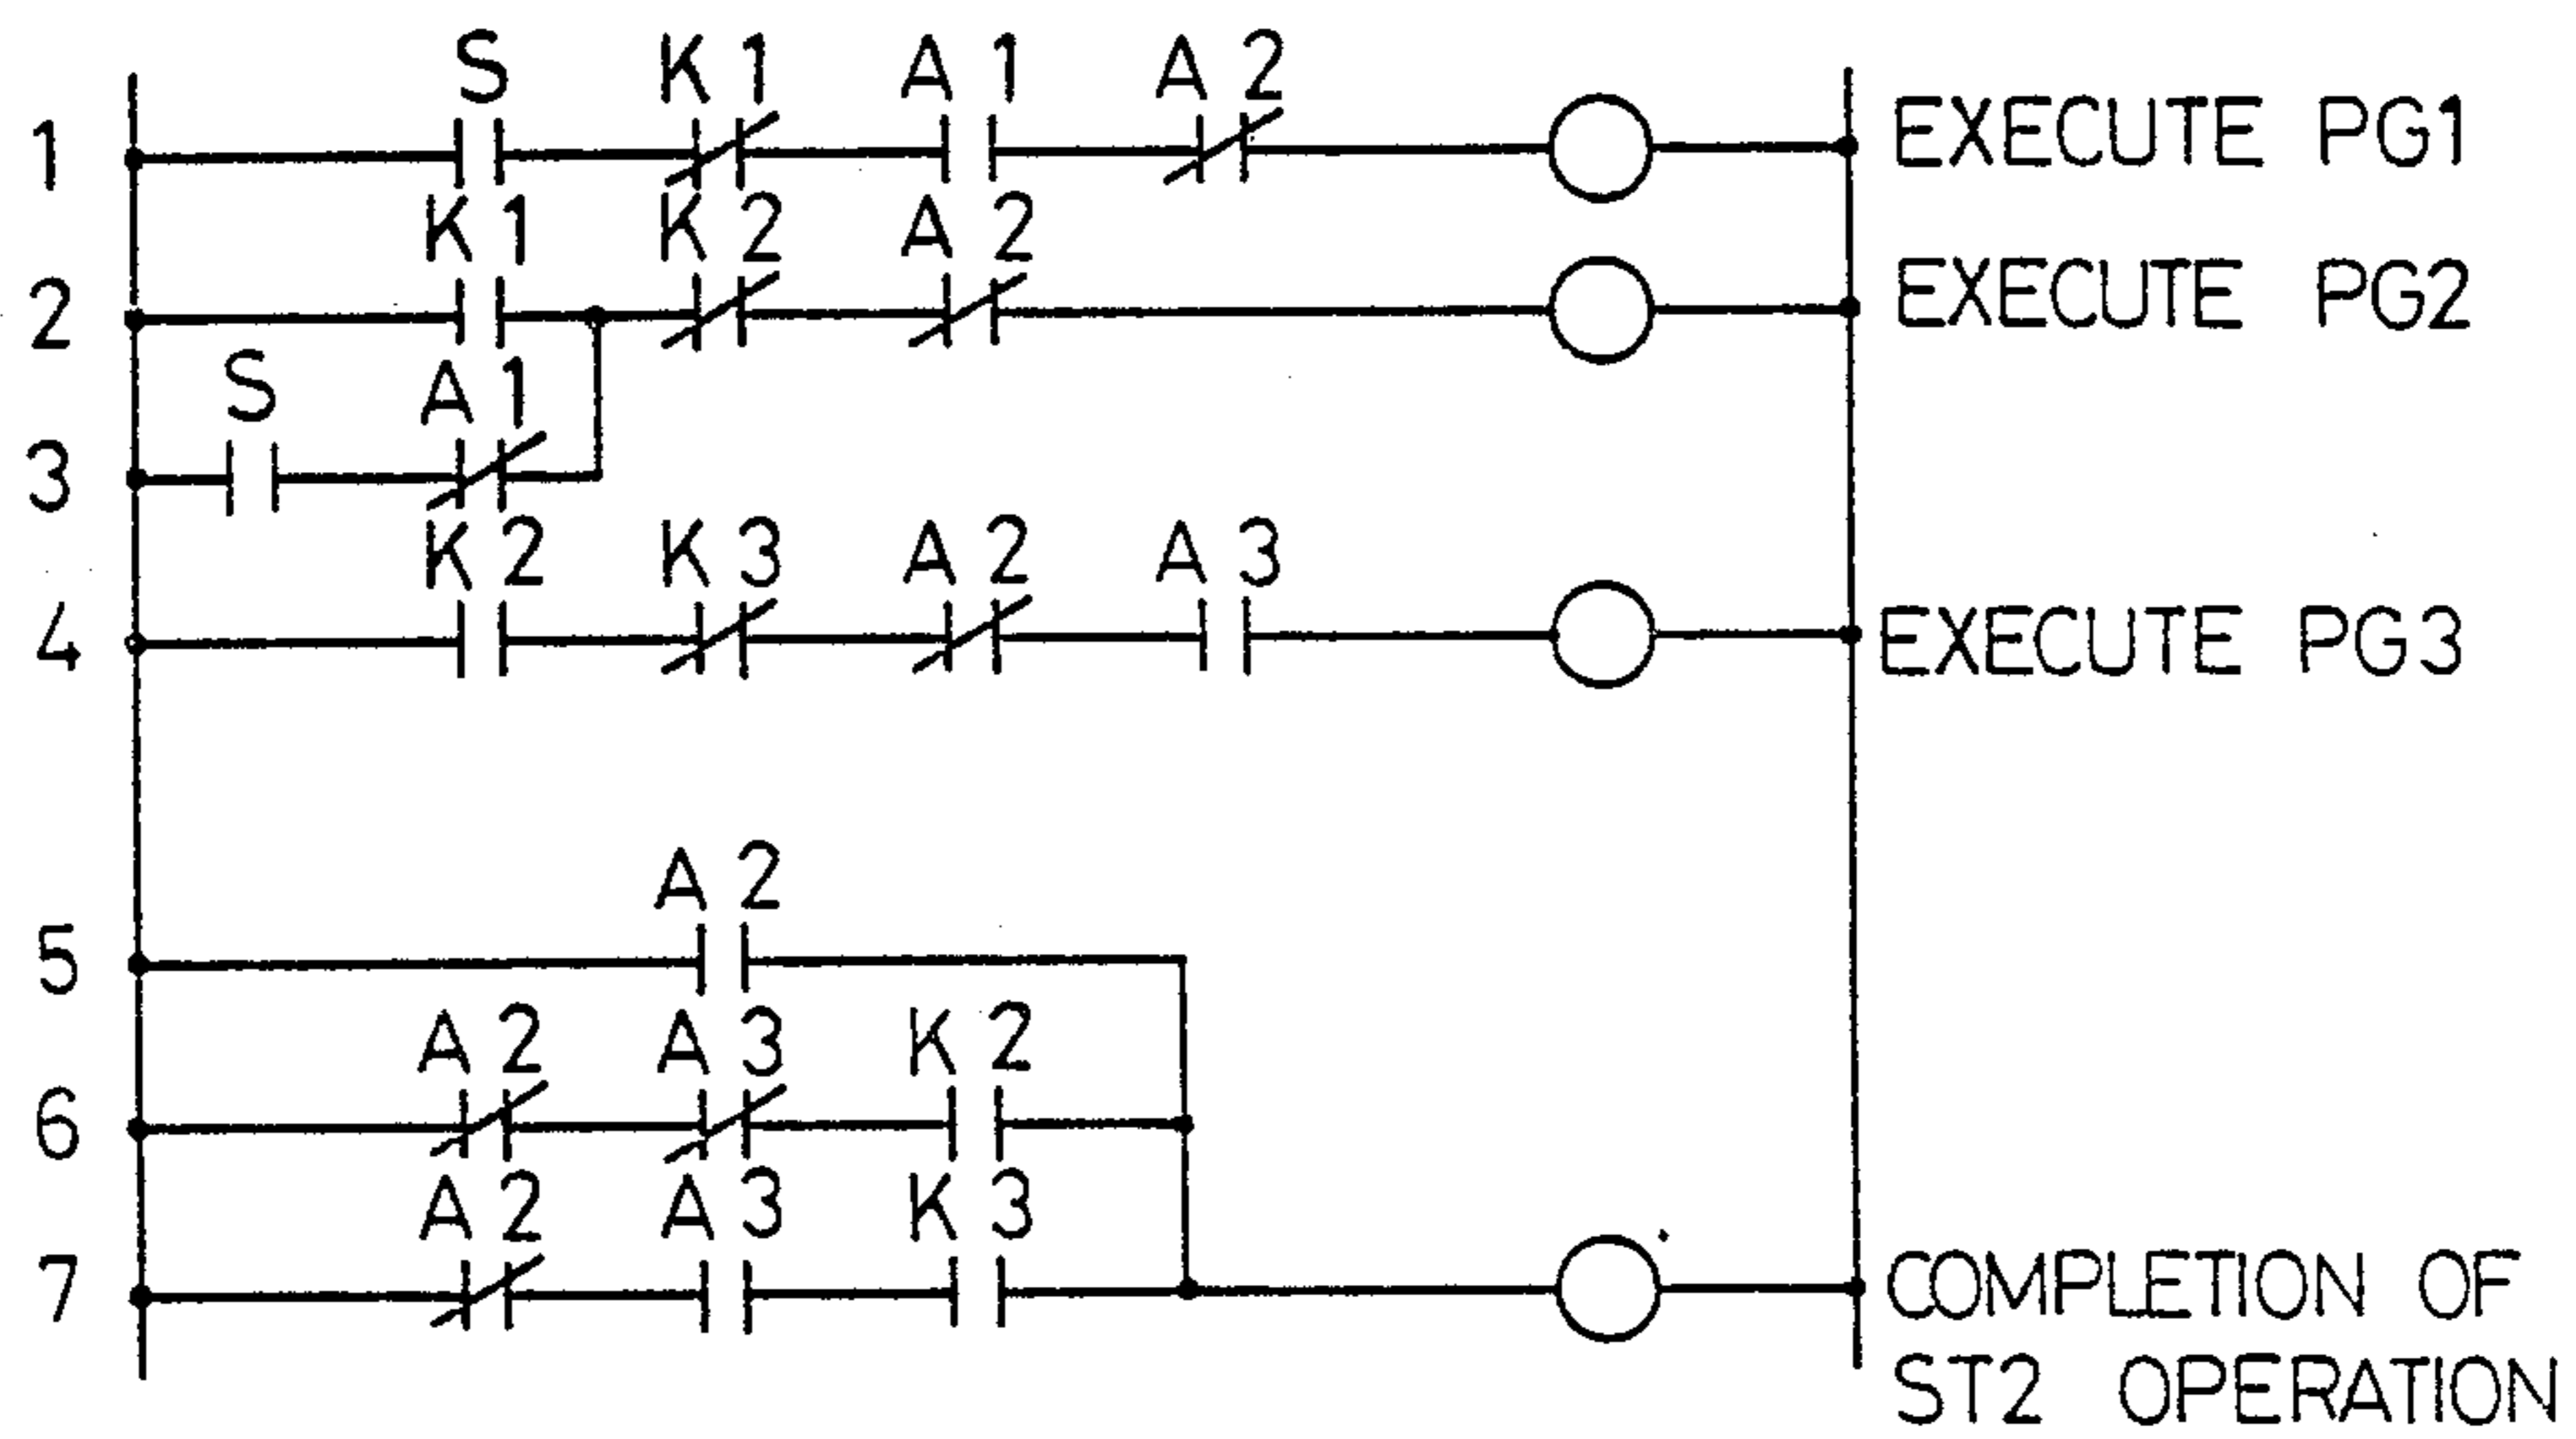 S K1 A1 A2
1 EXECUTE PG1
K1 K2 A2
2 EXECUTE PG2
S A1
3
K2 K3 A2 A3
4 EXECUTE PG3
A2
5
A2 A3 K2
6
A2 A3 K3
7 COMPLETION OF
ST2 OPERATION